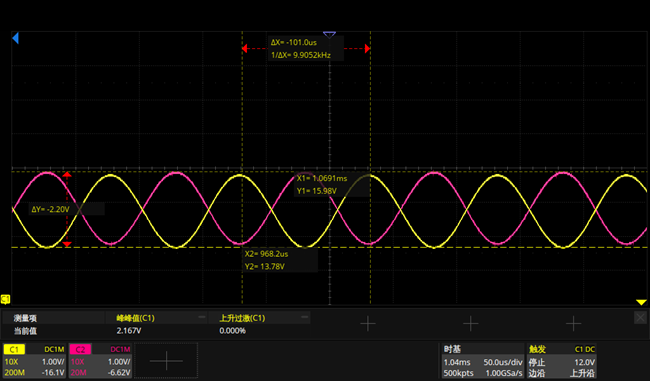 ΔX= -101.0us
1/ΔX= 9.9052kHz
X1= 1.0691ms
Y1= 15.98V
ΔY= -2.20V
X2= 968.2us
Y2= 13.78V
C1
测量项 峰峰值(C1) 上升过激(C1)
当前值 2.167V 0.000%
C1 DC1M C2 DC1M 时基 触发 C1 DC
10X 1.00V/ 10X 1.00V/ 1.04ms 50.0us/div 停止 12.0V
200M -16.1V 20M -6.62V 500kpts 1.00GSa/s 边沿 上升沿